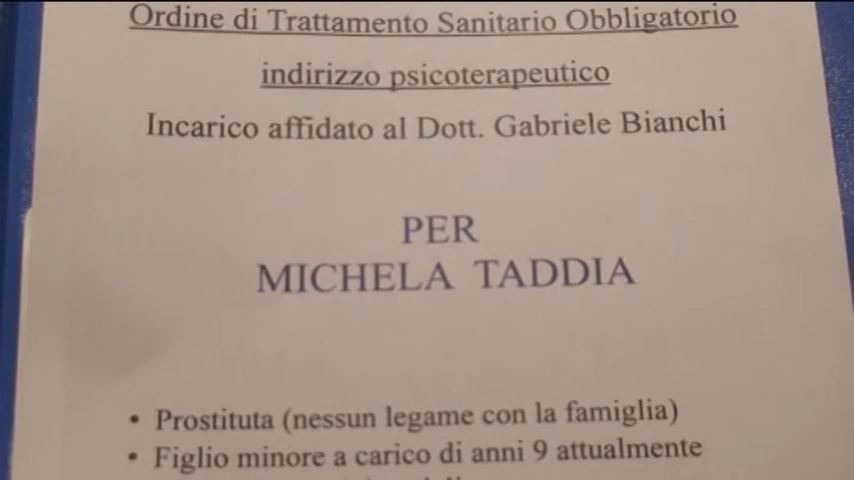 Ordine di Trattamento Sanitario Obbligatorio
indirizzo psicoterapeutico
Incarico affidato al Dott. Gabriele Bianchi
PER
MICHELA TADDIA
• Prostituta (nessun legame con la famiglia)
• Figlio minore a carico di anni 9 attualmente